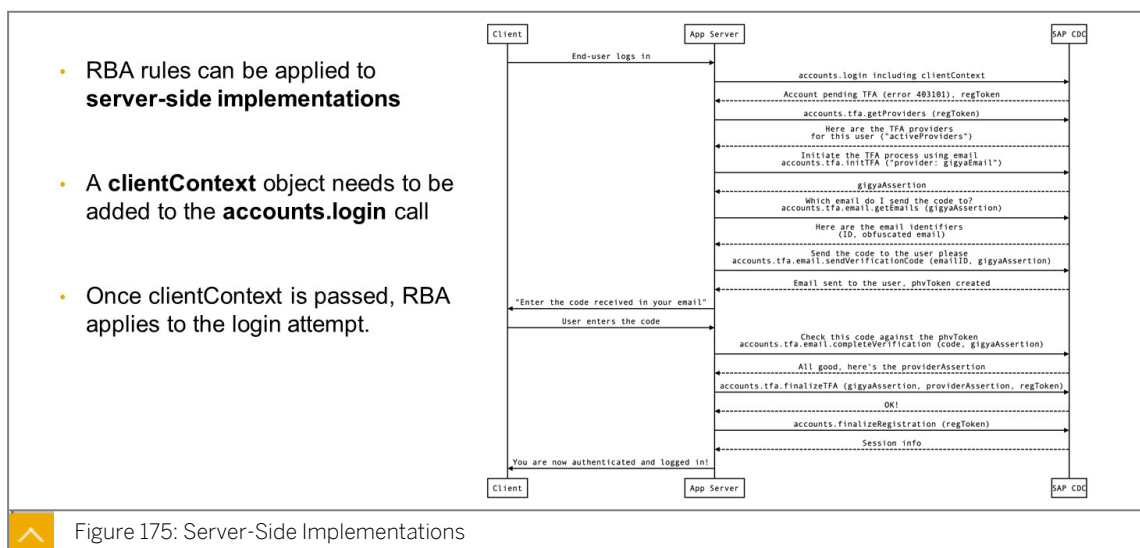 • RBA rules can be applied to
server-side implementations
• A clientContext object needs to be
added to the accounts.login call
• Once clientContext is passed, RBA
applies to the login attempt.
Client
App Server
SAP CDC
End-user logs in
accounts.login including clientContext
Account pending TFA (error 403101), regToken
accounts.tfa.getProviders (regToken)
Here are the TFA providers
for this user ("activeProviders")
Initiate the TFA process using email
accounts.tfa.initTFA ("provider: gigyaEmail")
gigyaAssertion
Which email do I send the code to?
accounts.tfa.email.getEmails (gigyaAssertion)
Here are the email identifiers
(ID, obfuscated email)
Send the code to the user please
accounts.tfa.email.sendVerificationCode (emailID, gigyaAssertion)
Email sent to the user, phvToken created
"Enter the code received in your email"
User enters the code
Check this code against the phvToken
accounts.tfa.email.completeVerification (code, gigyaAssertion)
All good, here's the providerAssertion
accounts.tfa.finalizeTFA (gigyaAssertion, providerAssertion, regToken)
OK!
accounts.finalizeRegistration (regToken)
Session info
You are now authenticated and logged in!
Client
App Server
SAP CDC
Figure 175: Server-Side Implementations